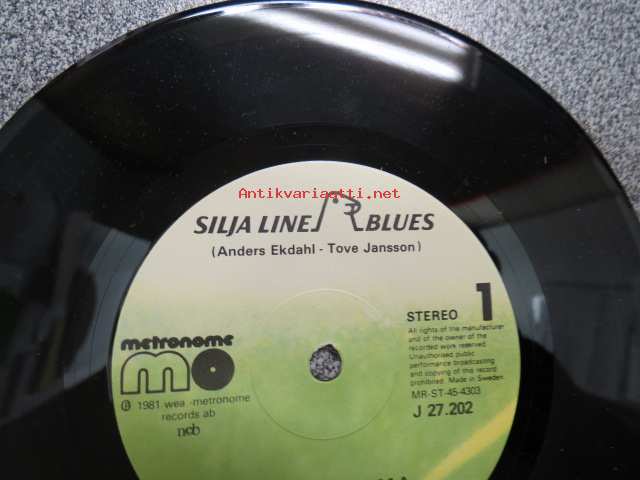 Antikvariaatti.net
SILJA LINE BLUES
(Anders Ekdahl - Tove Jansson)
STEREO 1
All rights of the manufacturer
and of the owner of the
recorded work reserved.
Unauthorised public
performance broadcasting
and copying of this record
prohibited. Made in Sweden.
MR-ST-45-4303
J 27.202
metronome
mo
℗ 1981 wea -metronome
records ab
ncb